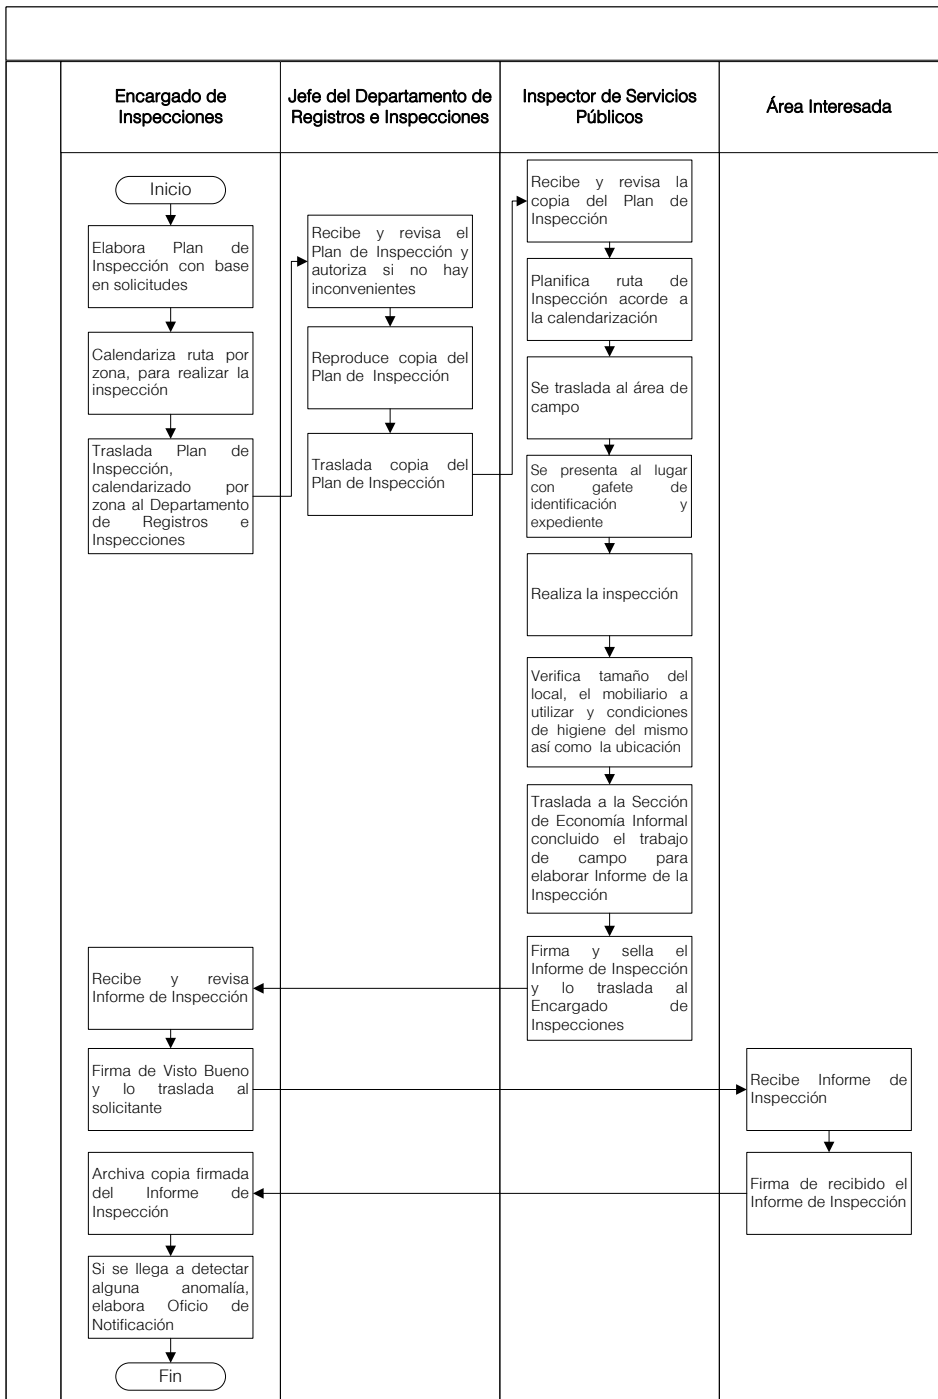 Encargado de
Inspecciones
Jefe del Departamento de
Registros e Inspecciones
Inspector de Servicios
Públicos
Área Interesada
Inicio
Elabora Plan de
Inspección con base
en solicitudes
Calendariza ruta por
zona, para realizar la
inspección
Traslada Plan de
Inspección,
calendarizado por
zona al Departamento
de Registros e
Inspecciones
Recibe y revisa el
Plan de Inspección y
autoriza si no hay
inconvenientes
Reproduce copia del
Plan de Inspección
Traslada copia del
Plan de Inspección
Recibe y revisa la
copia del Plan de
Inspección
Planifica ruta de
Inspección acorde a
la calendarización
Se traslada al área de
campo
Se presenta al lugar
con gafete de
identificación y
expediente
Realiza la inspección
Verifica tamaño del
local, el mobiliario a
utilizar y condiciones
de higiene del mismo
así como la ubicación
Traslada a la Sección
de Economía Informal
concluido el trabajo
de campo para
elaborar Informe de la
Inspección
Firma y sella el
Informe de Inspección
y lo traslada al
Encargado de
Inspecciones
Recibe y revisa
Informe de Inspección
Firma de Visto Bueno
y lo traslada al
solicitante
Recibe Informe de
Inspección
Firma de recibido el
Informe de Inspección
Archiva copia firmada
del Informe de
Inspección
Si se llega a detectar
alguna anomalía,
elabora Oficio de
Notificación
Fin